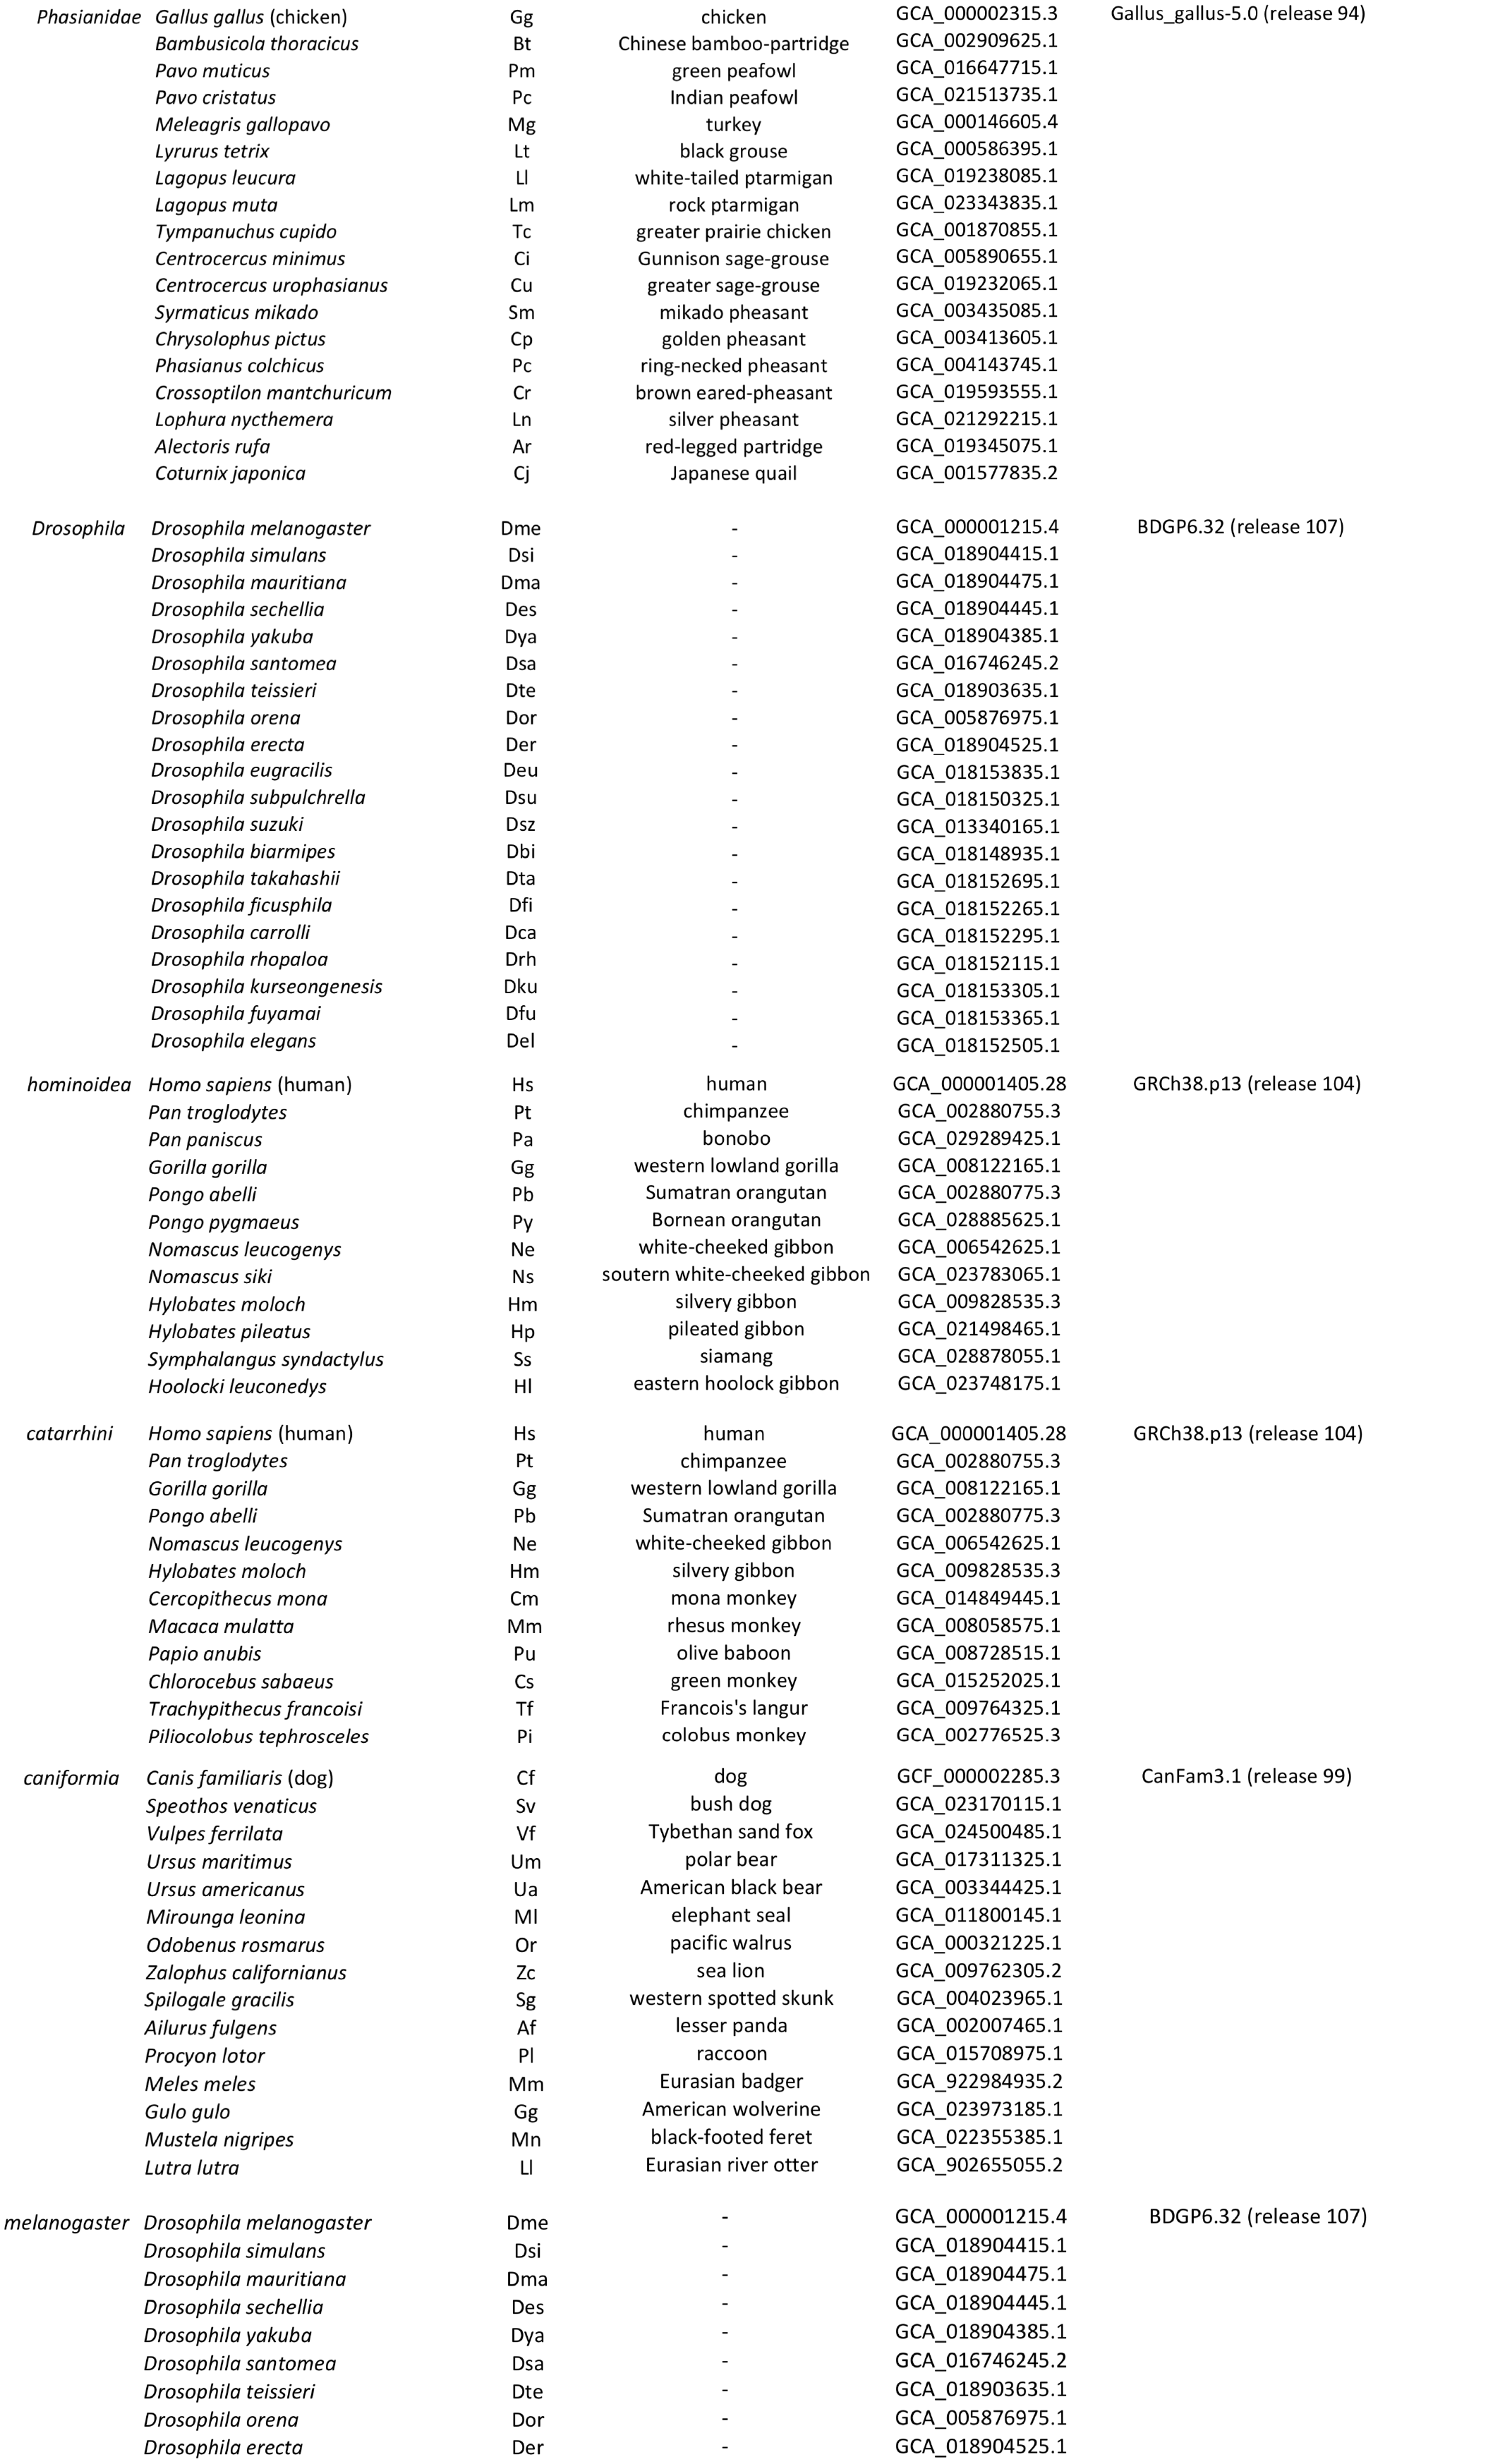 Phasianidae Gallus gallus (chicken) Gg chicken GCA_000002315.3 Gallus_gallus-5.0 (release 94)
Bambusicola thoracicus Bt Chinese bamboo-partridge GCA_002909625.1
Pavo muticus Pm green peafowl GCA_016647715.1
Pavo cristatus Pc Indian peafowl GCA_021513735.1
Meleagris gallopavo Mg turkey GCA_000146605.4
Lyrurus tetrix Lt black grouse GCA_000586395.1
Lagopus leucura Ll white-tailed ptarmigan GCA_019238085.1
Lagopus muta Lm rock ptarmigan GCA_023343835.1
Tympanuchus cupido Tc greater prairie chicken GCA_001870855.1
Centrocercus minimus Ci Gunnison sage-grouse GCA_005890655.1
Centrocercus urophasianus Cu greater sage-grouse GCA_019232065.1
Syrmaticus mikado Sm mikado pheasant GCA_003435085.1
Chrysolophus pictus Cp golden pheasant GCA_003413605.1
Phasianus colchicus Pc ring-necked pheasant GCA_004143745.1
Crossoptilon mantchuricum Cr brown eared-pheasant GCA_019593555.1
Lophura nycthemera Ln silver pheasant GCA_021292215.1
Alectoris rufa Ar red-legged partridge GCA_019345075.1
Coturnix japonica Cj Japanese quail GCA_001577835.2
Drosophila Drosophila melanogaster Dme - GCA_000001215.4 BDGP6.32 (release 107)
Drosophila simulans Dsi - GCA_018904415.1
Drosophila mauritiana Dma - GCA_018904475.1
Drosophila sechellia Des - GCA_018904445.1
Drosophila yakuba Dya - GCA_018904385.1
Drosophila santomea Dsa - GCA_016746245.2
Drosophila teissieri Dte - GCA_018903635.1
Drosophila orena Dor - GCA_005876975.1
Drosophila erecta Der - GCA_018904525.1
Drosophila eugracilis Deu - GCA_018153835.1
Drosophila subpulchrella Dsu - GCA_018150325.1
Drosophila suzuki Dsz - GCA_013340165.1
Drosophila biarmipes Dbi - GCA_018148935.1
Drosophila takahashii Dta - GCA_018152695.1
Drosophila ficusphila Dfi - GCA_018152265.1
Drosophila carrolli Dca - GCA_018152295.1
Drosophila rhopaloa Drh - GCA_018152115.1
Drosophila kurseongenesis Dku - GCA_018153305.1
Drosophila fuyamai Dfu - GCA_018153365.1
Drosophila elegans Del - GCA_018152505.1
hominoidea Homo sapiens (human) Hs human GCA_000001405.28 GRCh38.p13 (release 104)
Pan troglodytes Pt chimpanzee GCA_002880755.3
Pan paniscus Pa bonobo GCA_029289425.1
Gorilla gorilla Gg western lowland gorilla GCA_008122165.1
Pongo abelli Pb Sumatran orangutan GCA_002880775.3
Pongo pygmaeus Py Bornean orangutan GCA_028885625.1
Nomascus leucogenys Ne white-cheeked gibbon GCA_006542625.1
Nomascus siki Ns soutern white-cheeked gibbon GCA_023783065.1
Hylobates moloch Hm silvery gibbon GCA_009828535.3
Hylobates pileatus Hp pileated gibbon GCA_021498465.1
Symphalangus syndactylus Ss siamang GCA_028878055.1
Hoolocki leuconedys Hl eastern hoolock gibbon GCA_023748175.1
catarrhini Homo sapiens (human) Hs human GCA_000001405.28 GRCh38.p13 (release 104)
Pan troglodytes Pt chimpanzee GCA_002880755.3
Gorilla gorilla Gg western lowland gorilla GCA_008122165.1
Pongo abelli Pb Sumatran orangutan GCA_002880775.3
Nomascus leucogenys Ne white-cheeked gibbon GCA_006542625.1
Hylobates moloch Hm silvery gibbon GCA_009828535.3
Cercopithecus mona Cm mona monkey GCA_014849445.1
Macaca mulatta Mm rhesus monkey GCA_008058575.1
Papio anubis Pu olive baboon GCA_008728515.1
Chlorocebus sabaeus Cs green monkey GCA_015252025.1
Trachypithecus francoisi Tf Francois's langur GCA_009764325.1
Piliocolobus tephrosceles Pi colobus monkey GCA_002776525.3
caniformia Canis familiaris (dog) Cf dog GCF_000002285.3 CanFam3.1 (release 99)
Speothos venaticus Sv bush dog GCA_023170115.1
Vulpes ferrilata Vf Tybethan sand fox GCA_024500485.1
Ursus maritimus Um polar bear GCA_017311325.1
Ursus americanus Ua American black bear GCA_003344425.1
Mirounga leonina Ml elephant seal GCA_011800145.1
Odobenus rosmarus Or pacific walrus GCA_000321225.1
Zalophus californianus Zc sea lion GCA_009762305.2
Spilogale gracilis Sg western spotted skunk GCA_004023965.1
Ailurus fulgens Af lesser panda GCA_002007465.1
Procyon lotor Pl raccoon GCA_015708975.1
Meles meles Mm Eurasian badger GCA_922984935.2
Gulo gulo Gg American wolverine GCA_023973185.1
Mustela nigripes Mn black-footed feret GCA_022355385.1
Lutra lutra Ll Eurasian river otter GCA_902655055.2
melanogaster Drosophila melanogaster Dme - GCA_000001215.4 BDGP6.32 (release 107)
Drosophila simulans Dsi - GCA_018904415.1
Drosophila mauritiana Dma - GCA_018904475.1
Drosophila sechellia Des - GCA_018904445.1
Drosophila yakuba Dya - GCA_018904385.1
Drosophila santomea Dsa - GCA_016746245.2
Drosophila teissieri Dte - GCA_018903635.1
Drosophila orena Dor - GCA_005876975.1
Drosophila erecta Der - GCA_018904525.1